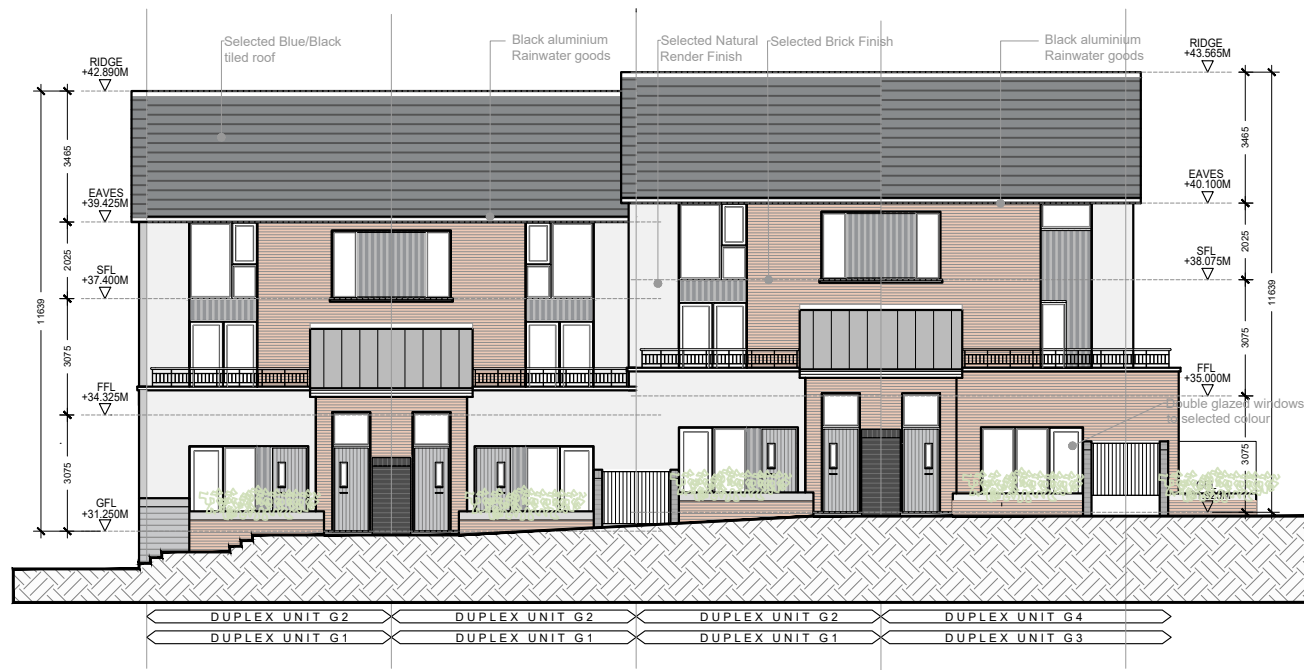 Selected Blue/Black
tiled roof
Black aluminium
Rainwater goods
Selected Natural
Render Finish
Selected Brick Finish
Black aluminium
Rainwater goods
RIDGE
+42.890M
EAVES
+39.425M
SFL
+37.400M
FFL
+34.325M
GFL
+31.250M
11639
3465
2025
3075
3075
RIDGE
+43.565M
EAVES
+40.100M
SFL
+38.075M
FFL
+35.000M
Double glazed windows
to selected colour
3465
2025
3075
3075
11639
DUPLEX UNIT G2
DUPLEX UNIT G2
DUPLEX UNIT G2
DUPLEX UNIT G4
DUPLEX UNIT G1
DUPLEX UNIT G1
DUPLEX UNIT G1
DUPLEX UNIT G3